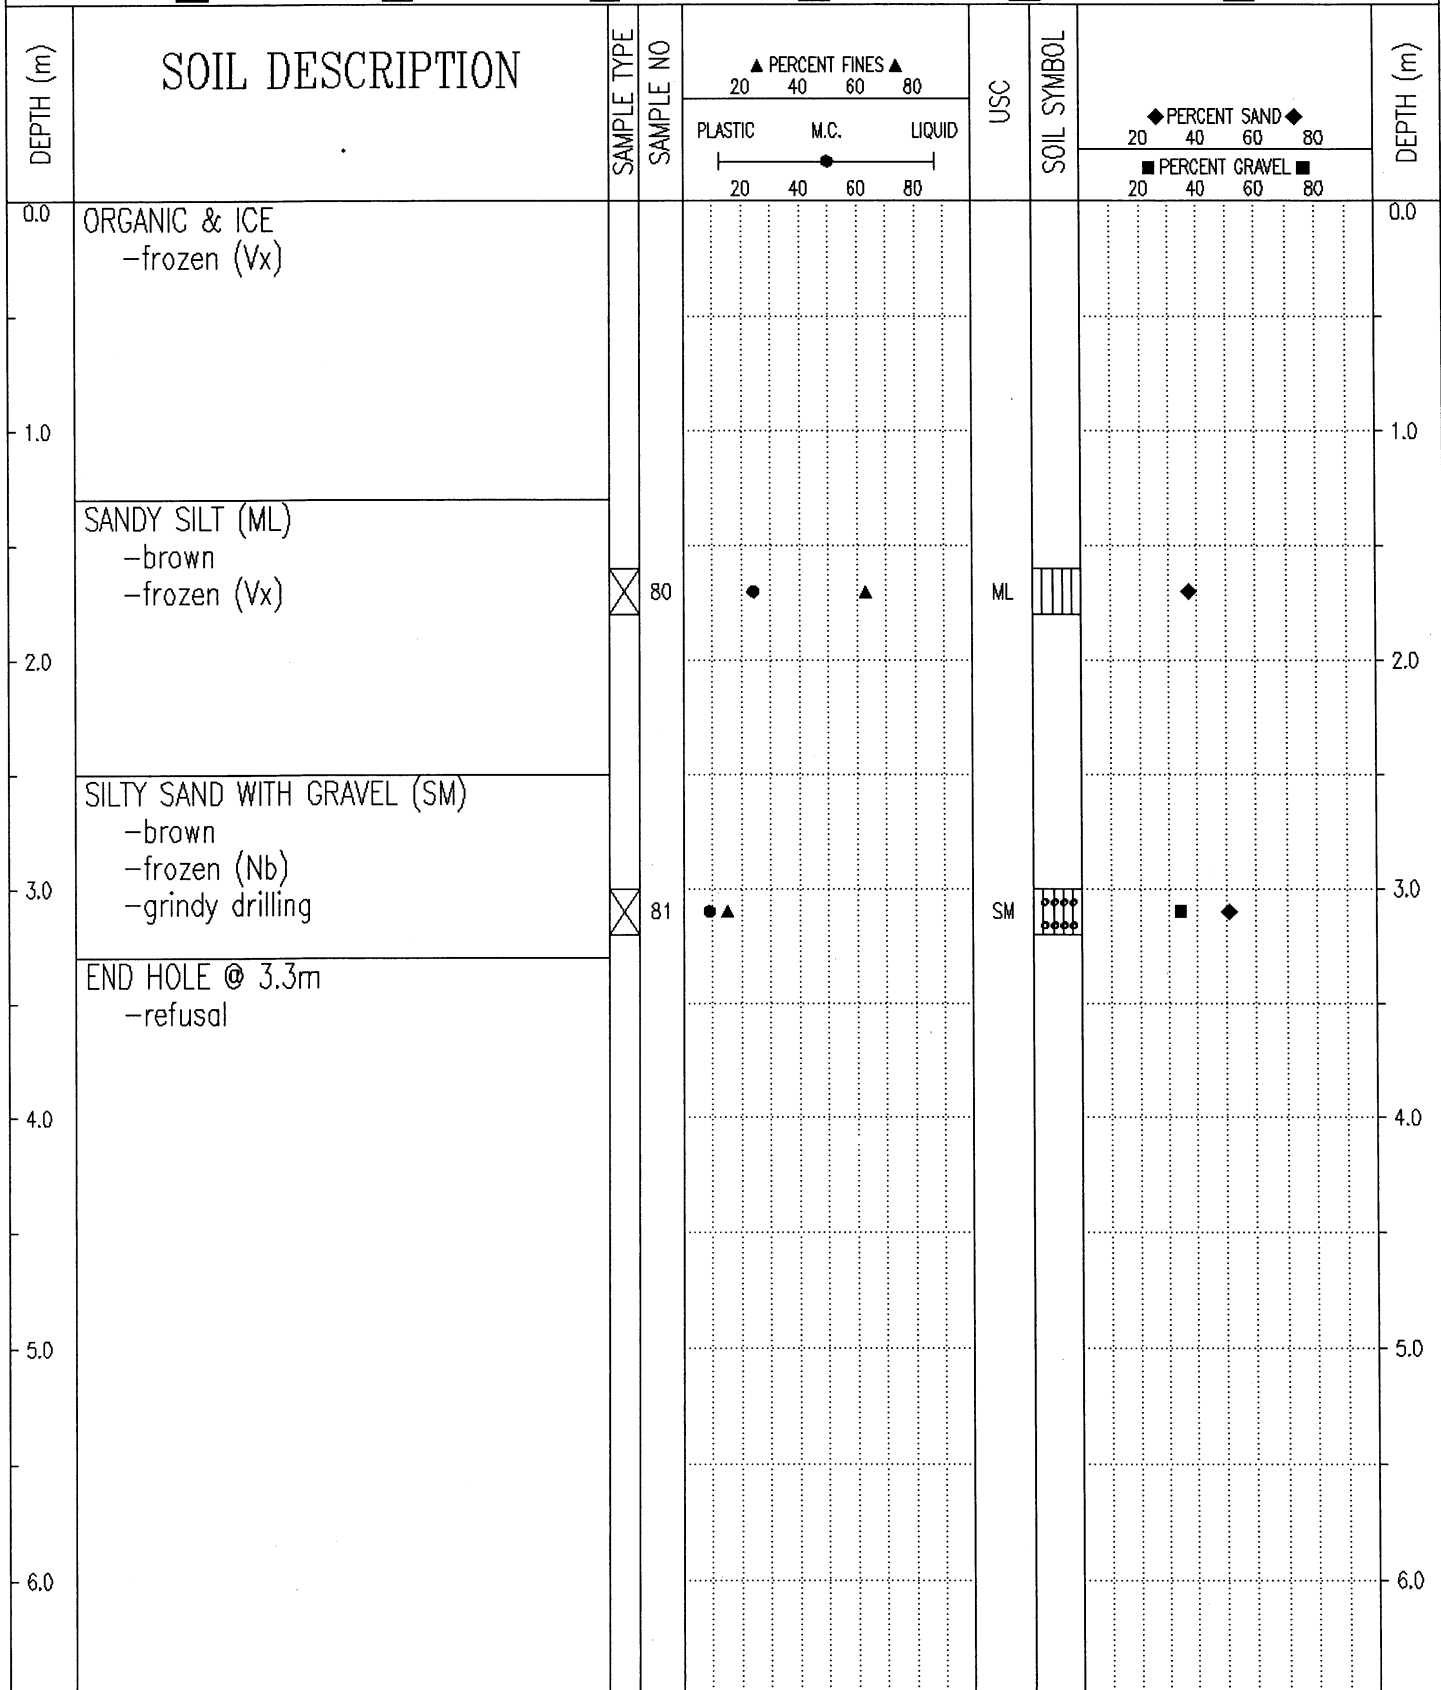 DEPTH (m)
SOIL DESCRIPTION
SAMPLE TYPE
SAMPLE NO
▲ PERCENT FINES ▲
20 40 60 80
PLASTIC M.C. LIQUID
20 40 60 80
USC
SOIL SYMBOL
◆ PERCENT SAND ◆
20 40 60 80
■ PERCENT GRAVEL ■
20 40 60 80
DEPTH (m)
0.0 ORGANIC & ICE 0.0
-frozen (Vx)
1.0 1.0
SANDY SILT (ML)
-brown
-frozen (Vx) 80 ML
2.0 2.0
SILTY SAND WITH GRAVEL (SM)
-brown
-frozen (Nb)
3.0 -grindy drilling 81 SM 3.0
END HOLE @ 3.3m
-refusal
4.0 4.0
5.0 5.0
6.0 6.0